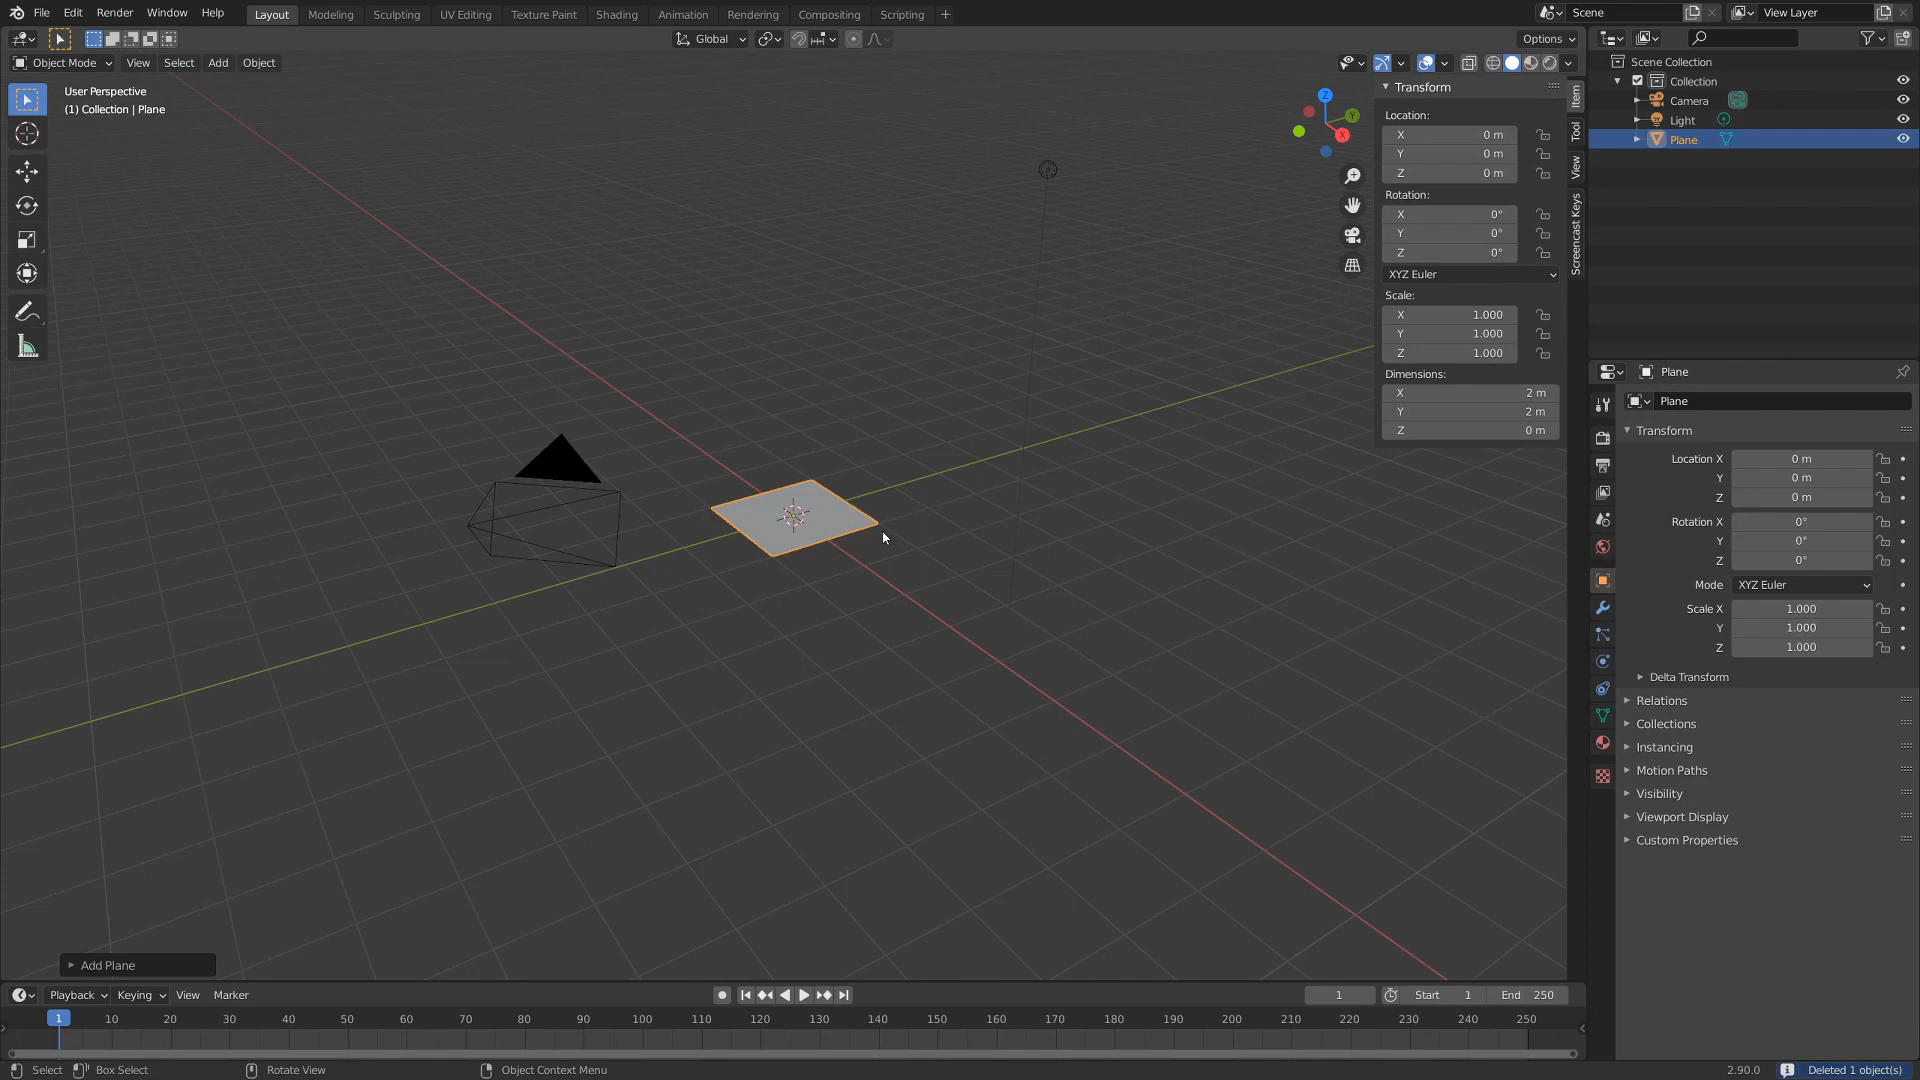 File Edit Render Window Help Layout Modeling Sculpting UV Editing Texture Paint Shading Animation Rendering Compositing Scripting + Scene View Layer
Global Options
Object Mode View Select Add Object
User Perspective
(1) Collection | Plane
Z
Y
X
Transform
Location:
X 0 m
Y 0 m
Z 0 m
Rotation:
X 0°
Y 0°
Z 0°
XYZ Euler
Scale:
X 1.000
Y 1.000
Z 1.000
Dimensions:
X 2 m
Y 2 m
Z 0 m
Item
Tool
View
Screencast Keys
Scene Collection
Collection
Camera
Light
Plane
Plane
Plane
Transform
Location X 0 m
Y 0 m
Z 0 m
Rotation X 0°
Y 0°
Z 0°
Mode XYZ Euler
Scale X 1.000
Y 1.000
Z 1.000
Delta Transform
Relations
Collections
Instancing
Motion Paths
Visibility
Viewport Display
Custom Properties
Add Plane
Playback Keying View Marker 1 Start 1 End 250
1 10 20 30 40 50 60 70 80 90 100 110 120 130 140 150 160 170 180 190 200 210 220 230 240 250
Select Box Select Rotate View Object Context Menu 2.90.0 Deleted 1 object(s)